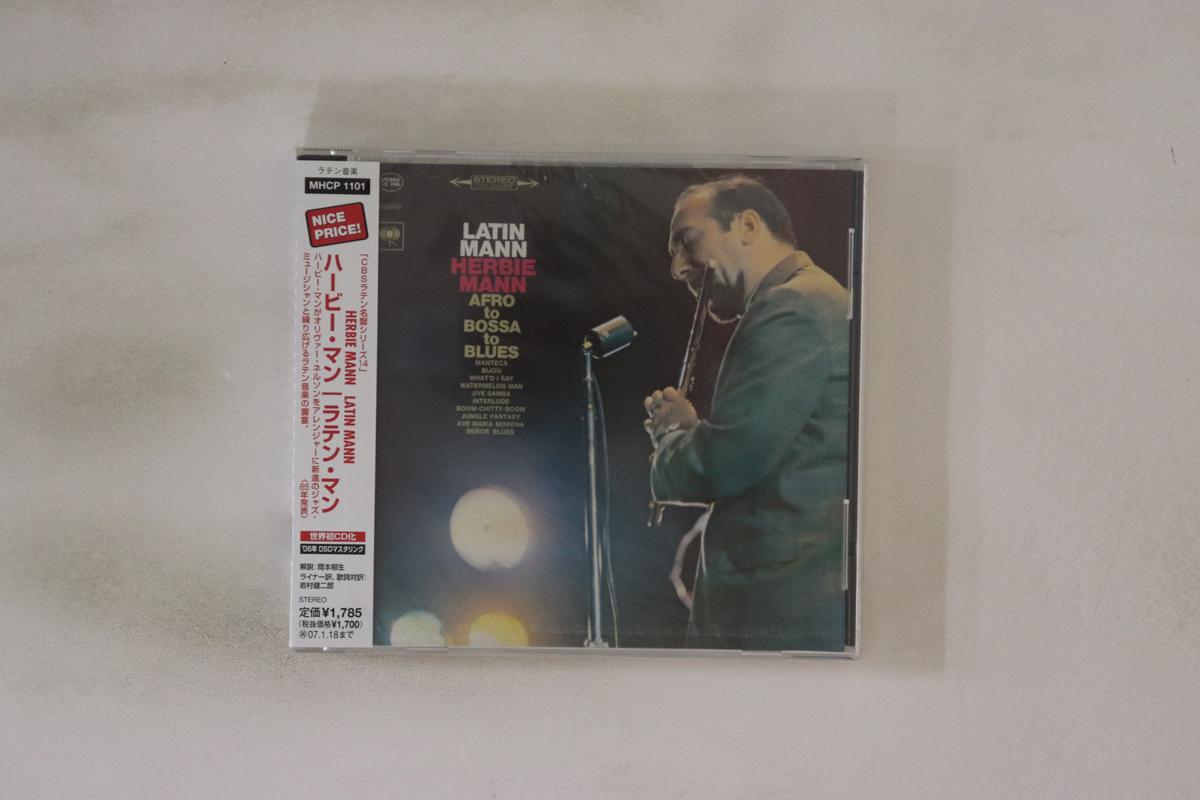 ラテン音楽
MHCP 1101
NICE
PRICE!
「CBSラテン名盤シリーズ14」
HERBIE MANN LATIN MANN
ハービー・マン|ラテン・マン
ハービー・マンがオリヴァー・ネルソンをアレンジャーに新進のジャズ・
ミュージシャンと繰り広げるラテン音楽の饗宴。
〈65年発表〉
世界初CD化
'06年 DSDマスタリング
解説:岡本郁生
ライナー訳、歌詞対訳:
岩村健二郎
STEREO
定価¥1,785
(税抜価格¥1,700)
07.1.18まで
STEREO
LATIN
MANN
HERBIE
MANN
AFRO
to
BOSSA
to
BLUES
MANTECA
BIJOU
WHAT'D I SAY
WATERMELON MAN
JIVE SAMBA
INTERLUDE
BOOM-CHITTY-BOOM
JUNGLE FANTASY
AVE MARIA MORENA
SEÑOR BLUES